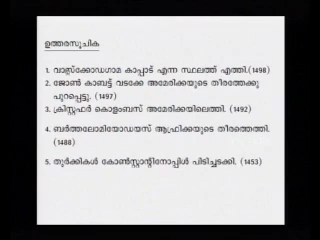 ഉത്തരസൂചിക
1. വാസ്ക്കോഡഗാമ കാപ്പാട് എന്ന സ്ഥലത്ത് എത്തി.(1498)
2. ജോൺ കാബട്ട് വടക്കേ അമേരിക്കയുടെ തീരത്തേക്കു
പുറപ്പെട്ടു. (1497)
3. ക്രിസ്റ്റഫർ കൊളംബസ് അമേരിക്കയിലെത്തി. (1492)
4. ബർത്തലോമിയോഡയസ് ആഫ്രിക്കയുടെ തീരത്തെത്തി.
(1488)
5. തുർക്കികൾ കോൺസ്റ്റാന്റിനോപ്പിൾ പിടിച്ചടക്കി. (1453)